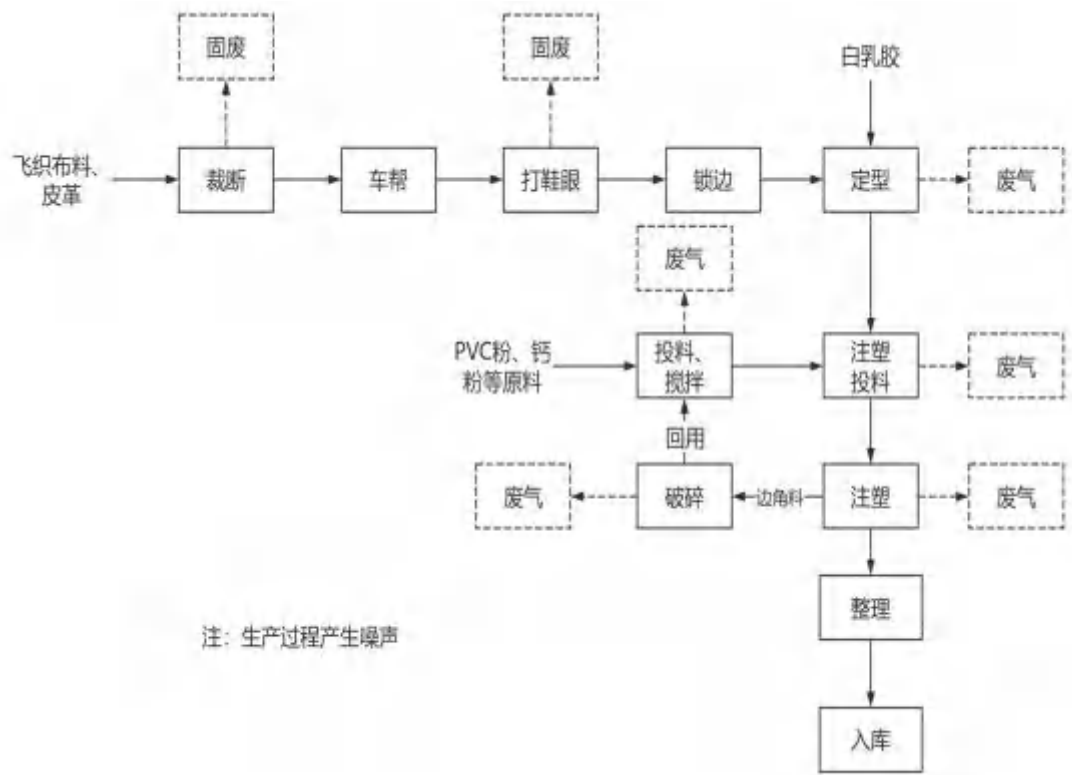 固废
固废
白乳胶
飞织布料、
皮革
裁断
车帮
打鞋眼
锁边
定型
废气
废气
PVC粉、钙
粉等原料
投料、
搅拌
注塑
投料
废气
回用
废气
破碎
边角料
注塑
废气
整理
注：生产过程产生噪声
入库